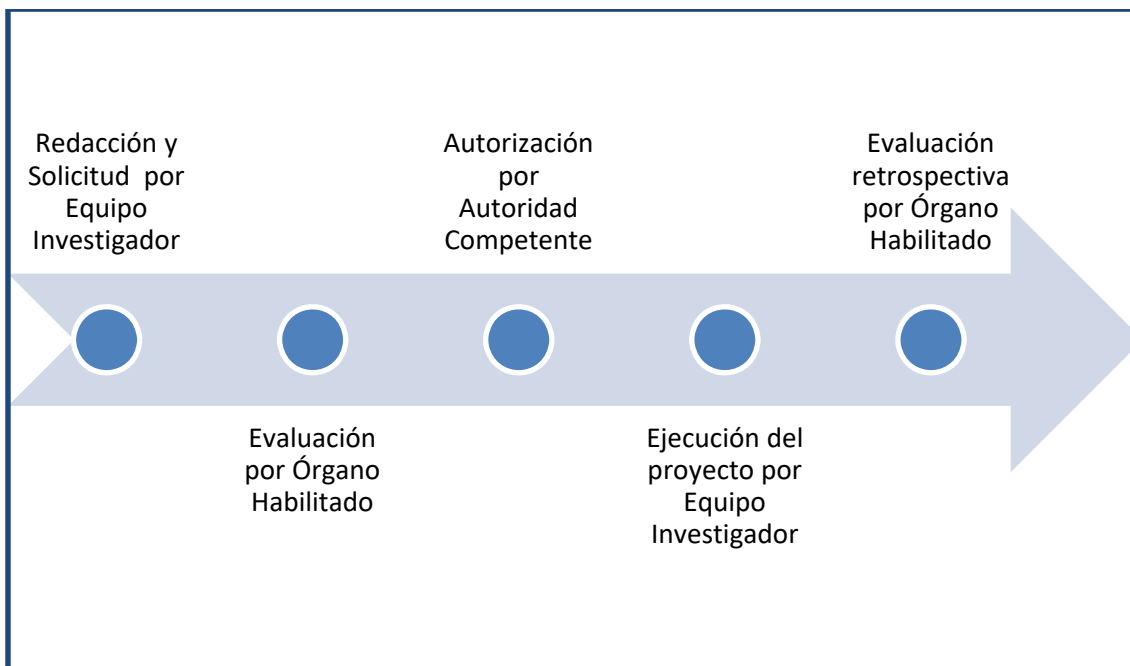 Redacción y
Solicitud por
Equipo
Investigador
Evaluación
por Órgano
Habilitado
Autorización
por
Autoridad
Competente
Ejecución del
proyecto por
Equipo
Investigador
Evaluación
retrospectiva
por Órgano
Habilitado